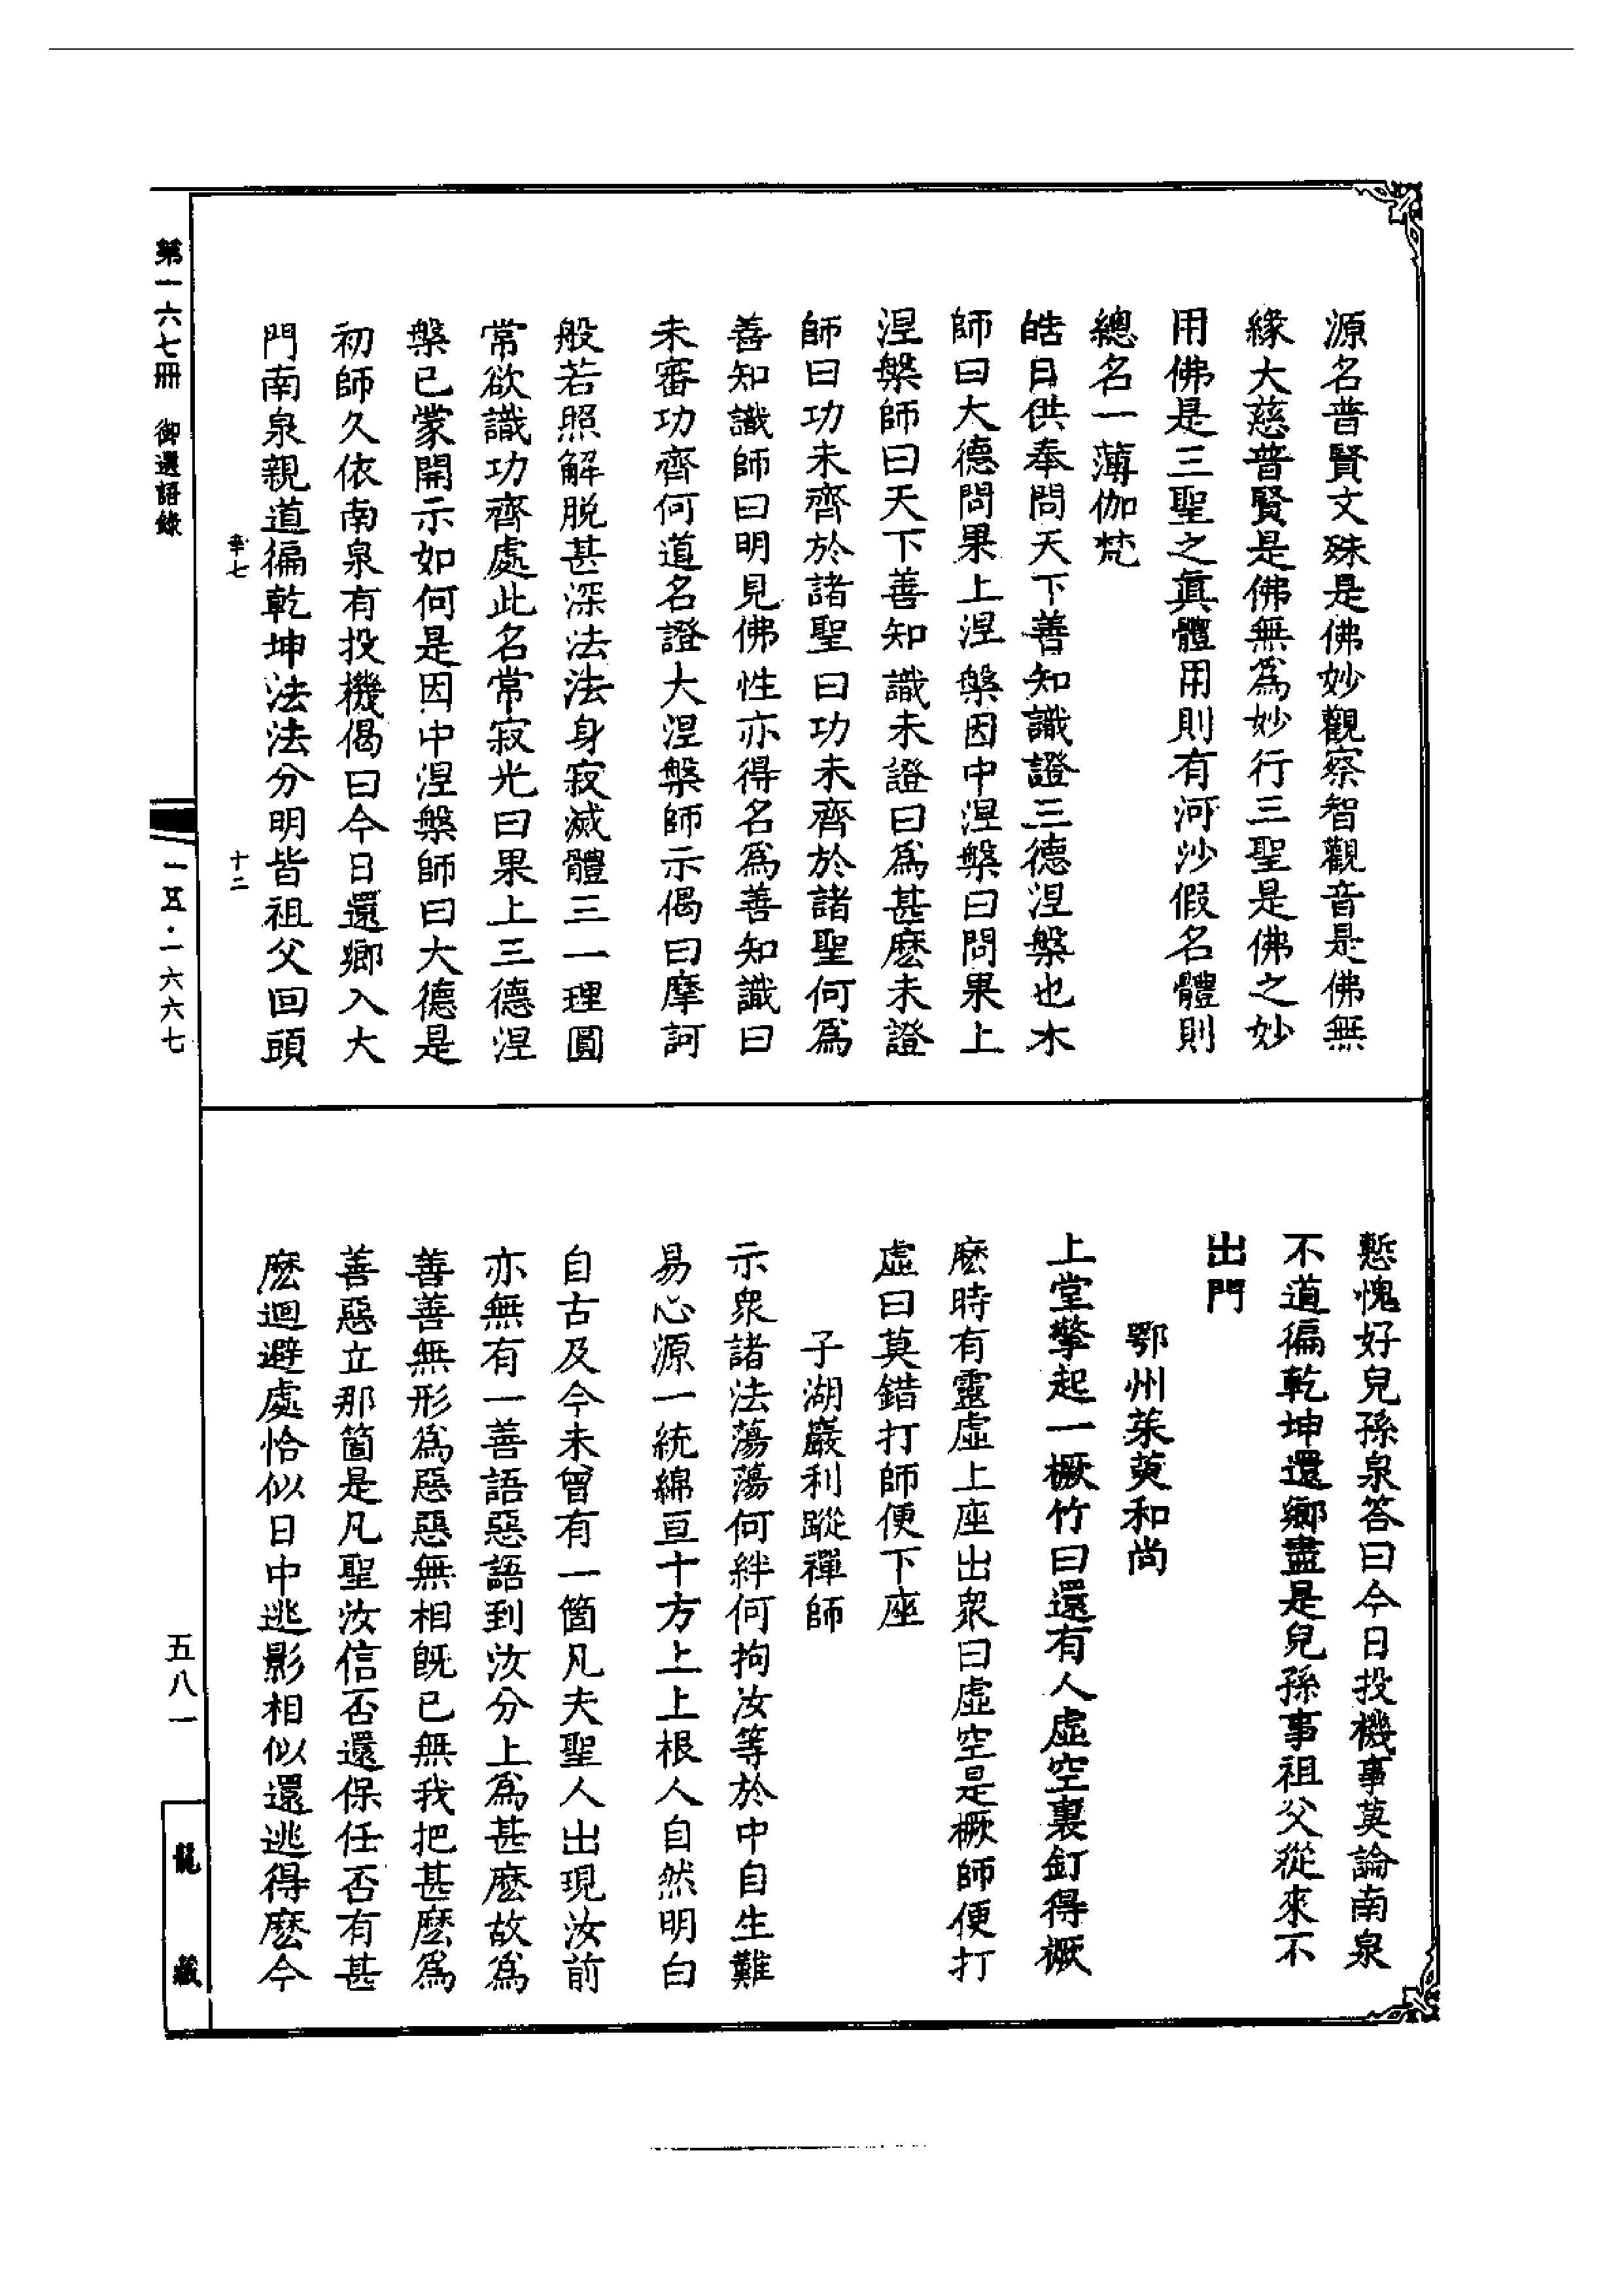 源名普賢文殊是佛妙觀察智觀音是佛無
緣大慈普賢是佛無為妙行三聖是佛之妙
用佛是三聖之眞體用則有河沙假名體則
總名一薄伽梵
皓月供奉問天下善知識證三德涅槃也未
師曰大德問果上涅槃因中涅槃曰問果上
涅槃師曰天下善知識未證曰為甚麼未證
師曰功未齊於諸聖曰功未齊於諸聖何為
善知識師曰明見佛性亦得名為善知識曰
未審功齊何道名證大涅槃師示偈曰摩訶
般若照解脫甚深法法身寂滅體三一理圓
常欲識功齊處此名常寂光曰果上三德涅
槃已蒙開示如何是因中涅槃師曰大德是
初師久依南泉有投機偈曰今日還鄉入大
門南泉親道徧乾坤法法分明皆祖父回頭
慙愧好兒孫泉答曰今日投機事莫論南泉
不道徧乾坤還鄉盡是兒孫事祖父從來不
出門
鄂州茱萸和尚
上堂擎起一橛竹曰還有人虛空裏釘得橛
麼時有靈虛上座出眾曰虛空是橛師便打
虛曰莫錯打師便下座
子湖巖利蹤禪師
示眾諸法蕩蕩何絆何拘汝等於中自生難
易心源一統綿亘十方上上根人自然明白
自古及今未曾有一箇凡夫聖人出現汝前
亦無有一善語惡語到汝分上為甚麼故為
善善無形為惡惡無相既已無我把甚麼為
善惡立那箇是凡聖汝信否還保任否有甚
麼迴避處恰似日中逃影相似還逃得麼今
第一六七冊 御選語錄
一五·一六六七
五八一
龍藏
十二